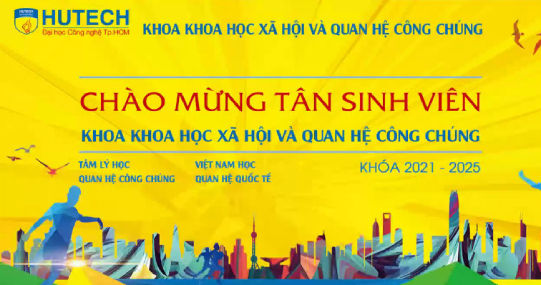 HUTECH
Đại học Công nghệ Tp.HCM
KHOA KHOA HỌC XÃ HỘI VÀ QUAN HỆ CÔNG CHÚNG
CHÀO MỪNG TÂN SINH VIÊN
KHOA KHOA HỌC XÃ HỘI VÀ QUAN HỆ CÔNG CHÚNG
TÂM LÝ HỌC
QUAN HỆ CÔNG CHÚNG
VIỆT NAM HỌC
QUAN HỆ QUỐC TẾ
KHÓA 2021 - 2025